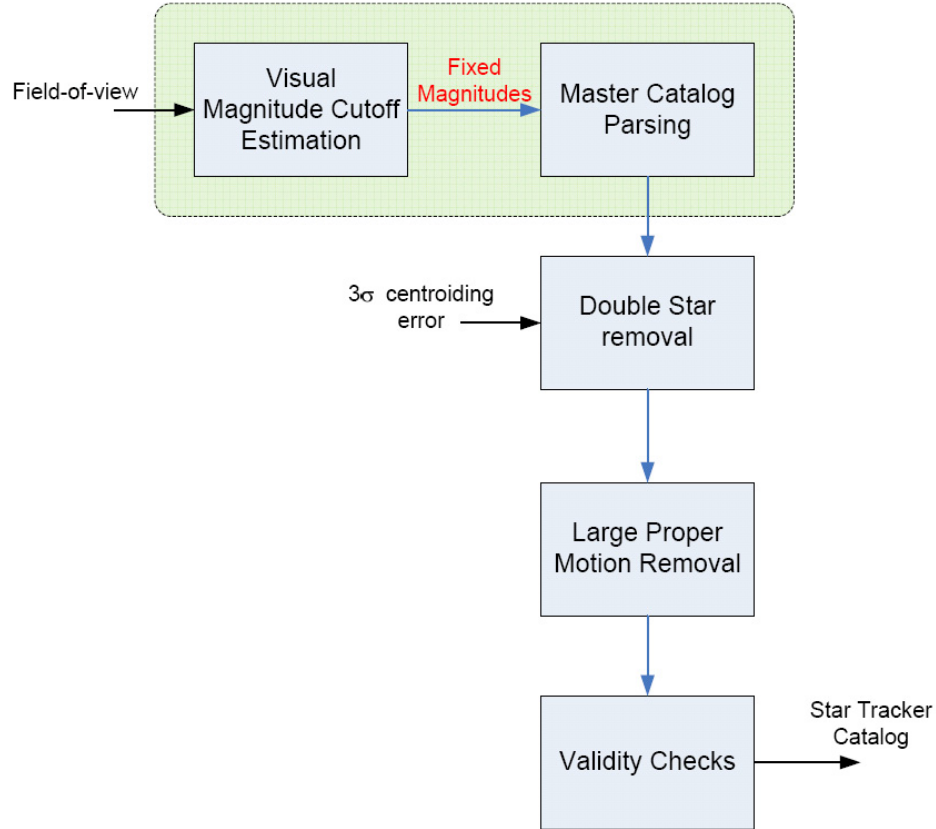 Field-of-view
Visual
Magnitude Cutoff
Estimation
Fixed
Magnitudes
Master Catalog
Parsing
3σ centroiding
error
Double Star
removal
Large Proper
Motion Removal
Validity Checks
Star Tracker
Catalog